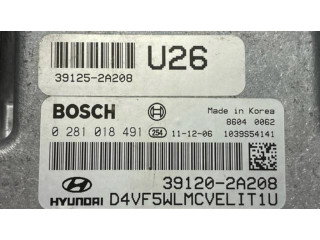 U26
39125-2A208
BOSCH
Made in Korea
8604 0062
0 281 018 491 254 11-12-06 1039S54141
39120-2A208
HYUNDAI D4VF5WLMCVELIT1U